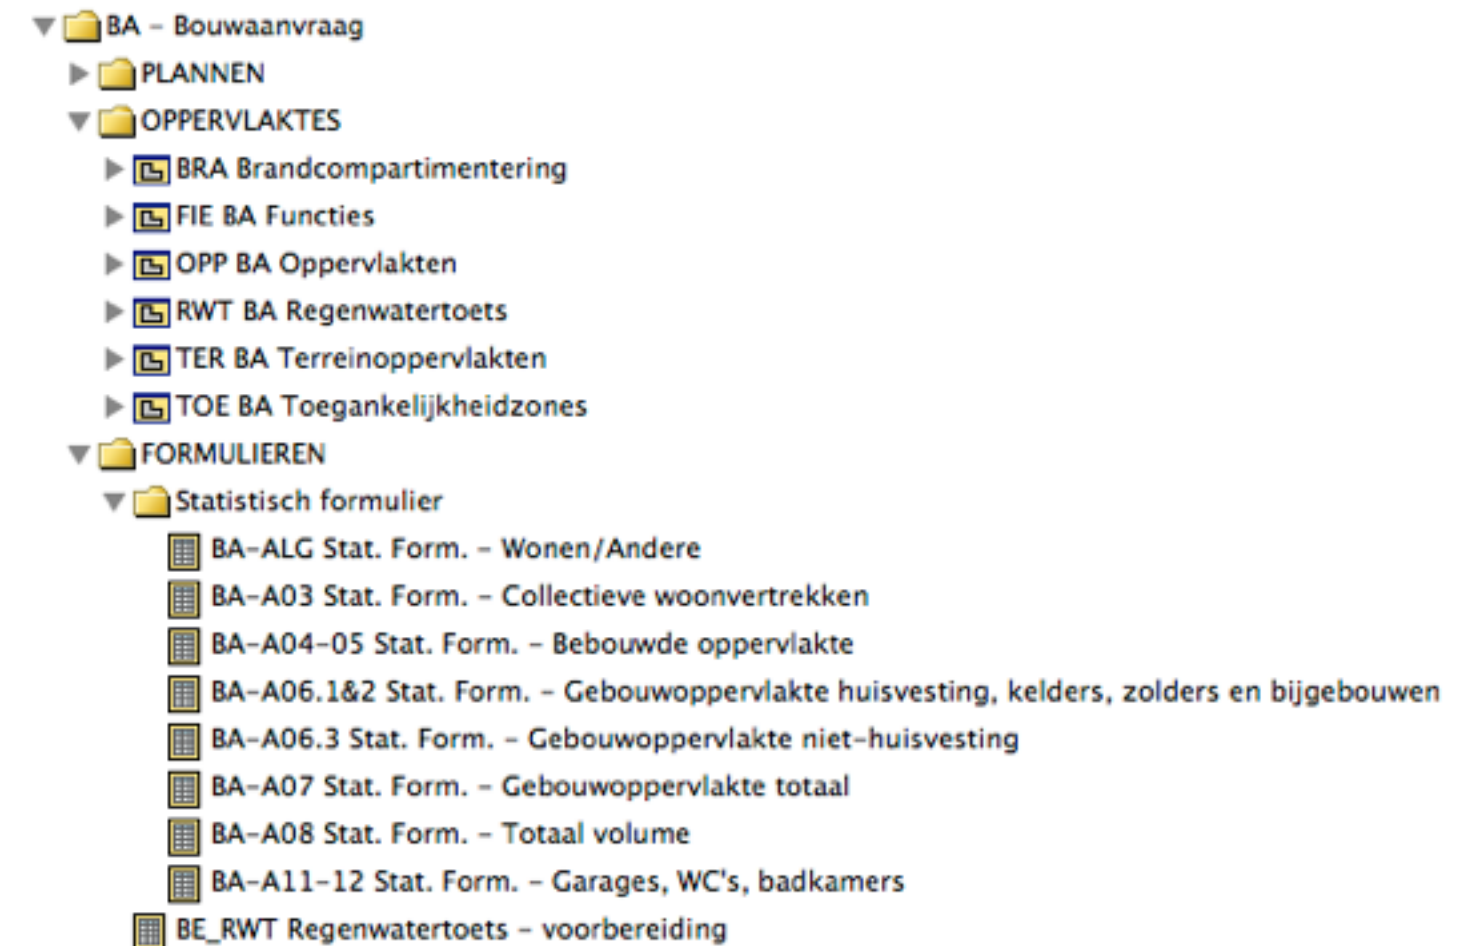 BA – Bouwaanvraag
PLANNEN
OPPERVLAKTES
BRA Brandcompartimentering
FIE BA Functies
OPP BA Oppervlakten
RWT BA Regenwatertoets
TER BA Terreinoppervlakten
TOE BA Toegankelijkheidzones
FORMULIEREN
Statistisch formulier
BA-ALG Stat. Form. – Wonen/Andere
BA-A03 Stat. Form. – Collectieve woonvertrekken
BA-A04-05 Stat. Form. – Bebouwde oppervlakte
BA-A06.1&2 Stat. Form. – Gebouwoppervlakte huisvesting, kelders, zolders en bijgebouwen
BA-A06.3 Stat. Form. – Gebouwoppervlakte niet-huisvesting
BA-A07 Stat. Form. – Gebouwoppervlakte totaal
BA-A08 Stat. Form. – Totaal volume
BA-A11-12 Stat. Form. – Garages, WC's, badkamers
BE_RWT Regenwatertoets – voorbereiding